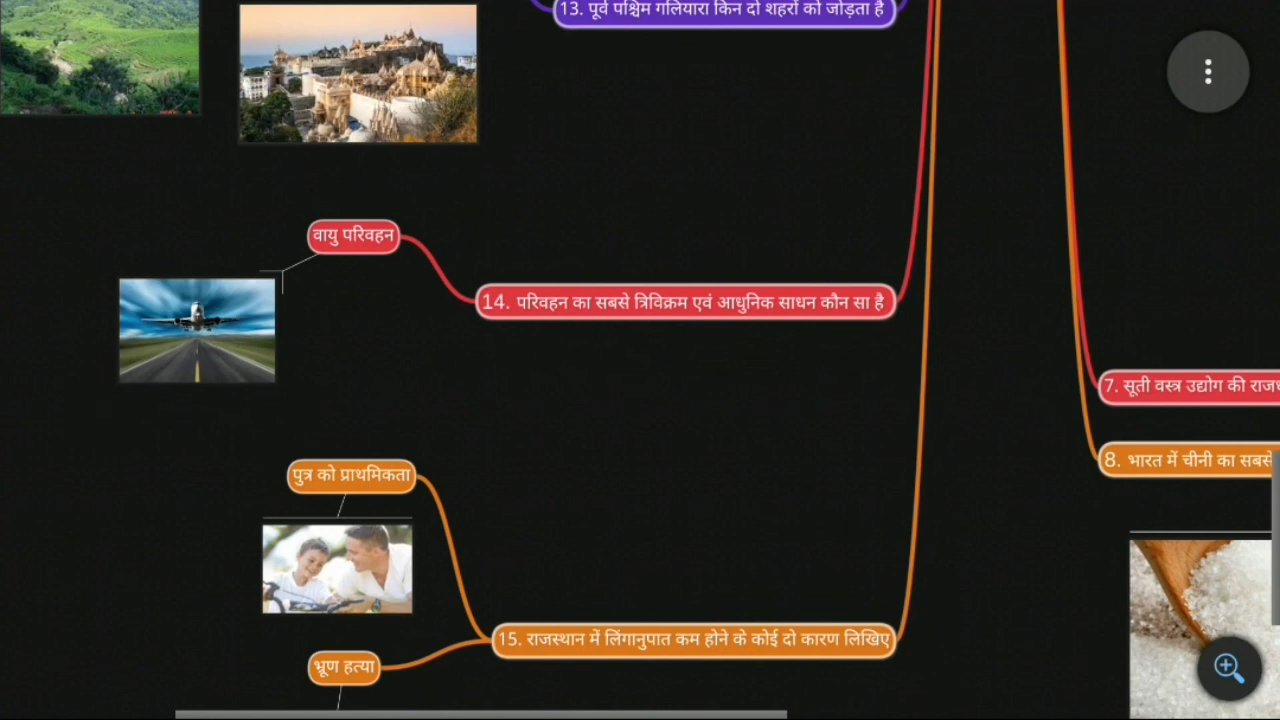 13. पूर्व पश्चिम गलियारा किन दो शहरों को जोड़ता है
वायु परिवहन
14. परिवहन का सबसे त्रिविक्रम एवं आधुनिक साधन कौन सा है
7. सूती वस्त्र उद्योग की
8. भारत में चीनी का सबसे
पुत्र को प्राथमिकता
15. राजस्थान में लिंगानुपात कम होने के कोई दो कारण लिखिए
भ्रूण हत्या